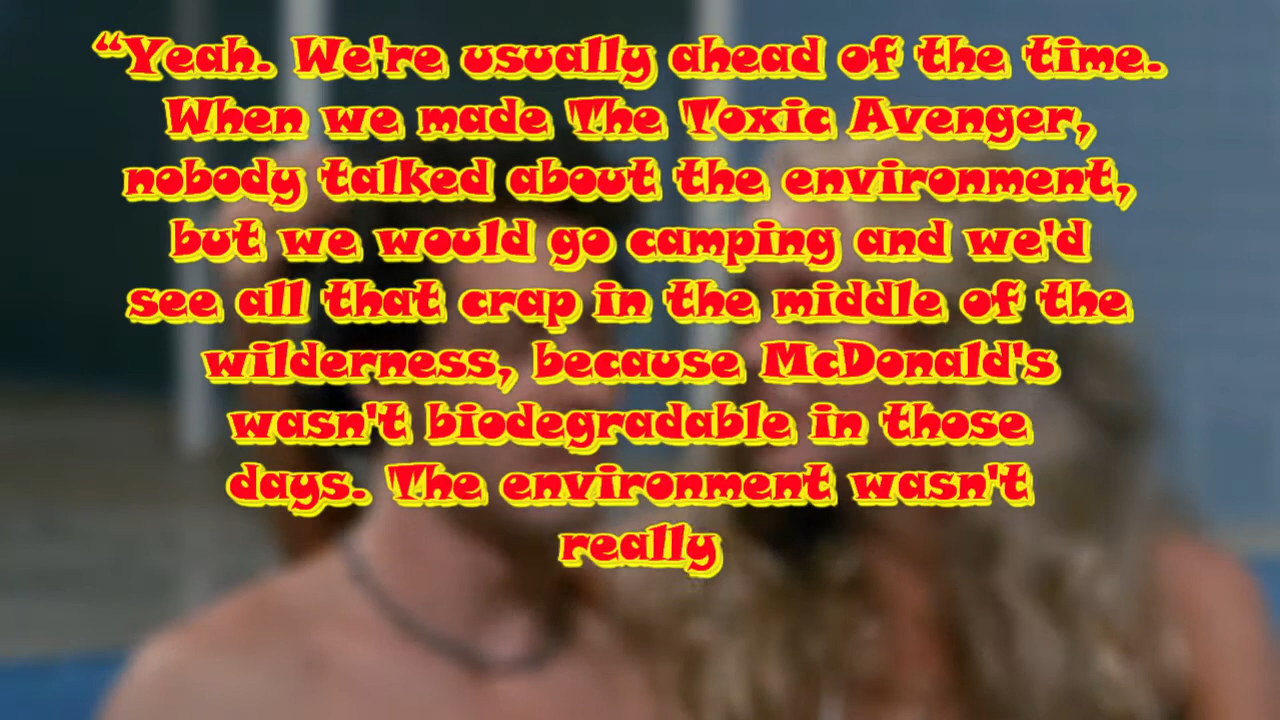 “Yeah. We're usually ahead of the time.
When we made The Toxic Avenger,
nobody talked about the environment,
but we would go camping and we'd
see all that crap in the middle of the
wilderness, because McDonald's
wasn't biodegradable in those
days. The environment wasn't
really